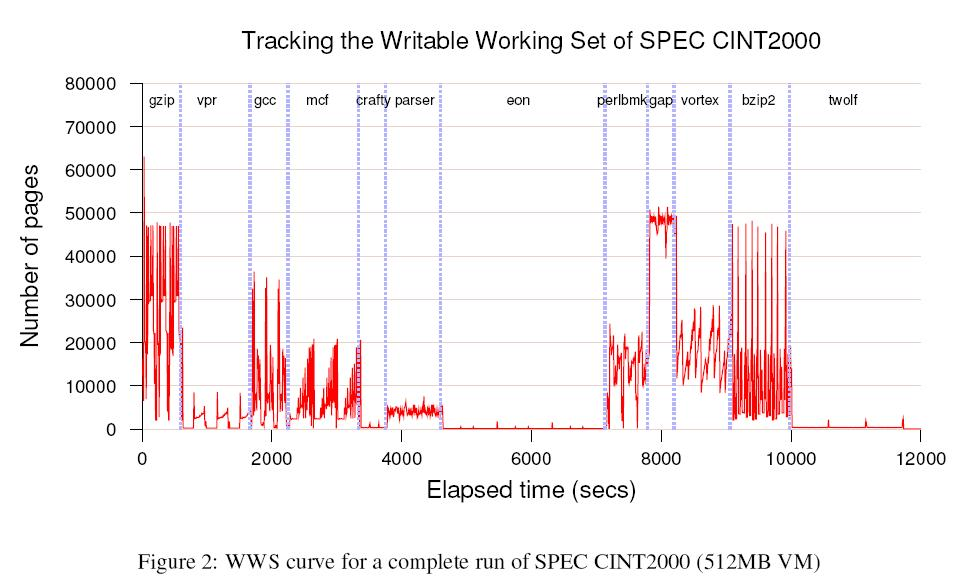 Tracking the Writable Working Set of SPEC CINT2000
80000
gzip vpr gcc mcf crafty parser eon perlbmk gap vortex bzip2 twolf
70000
60000
50000
40000
30000
20000
10000
0
Number of pages
0 2000 4000 6000 8000 10000 12000
Elapsed time (secs)
Figure 2: WWS curve for a complete run of SPEC CINT2000 (512MB VM)